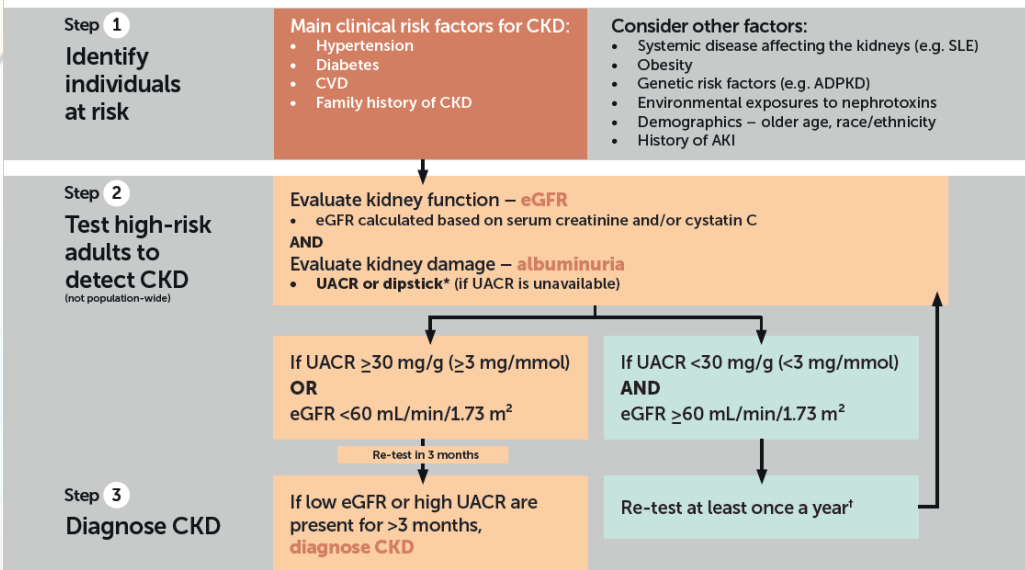 Step 1
Identify
individuals
at risk
Main clinical risk factors for CKD:
• Hypertension
• Diabetes
• CVD
• Family history of CKD
Consider other factors:
• Systemic disease affecting the kidneys (e.g. SLE)
• Obesity
• Genetic risk factors (e.g. ADPKD)
• Environmental exposures to nephrotoxins
• Demographics – older age, race/ethnicity
• History of AKI
Step 2
Test high-risk
adults to
detect CKD
(not population-wide)
Evaluate kidney function – eGFR
• eGFR calculated based on serum creatinine and/or cystatin C
AND
Evaluate kidney damage – albuminuria
• UACR or dipstick* (if UACR is unavailable)
If UACR ≥30 mg/g (≥3 mg/mmol)
OR
eGFR <60 mL/min/1.73 m²
If UACR <30 mg/g (<3 mg/mmol)
AND
eGFR ≥60 mL/min/1.73 m²
Re-test in 3 months
Step 3
Diagnose CKD
If low eGFR or high UACR are
present for >3 months,
diagnose CKD
Re-test at least once a year†